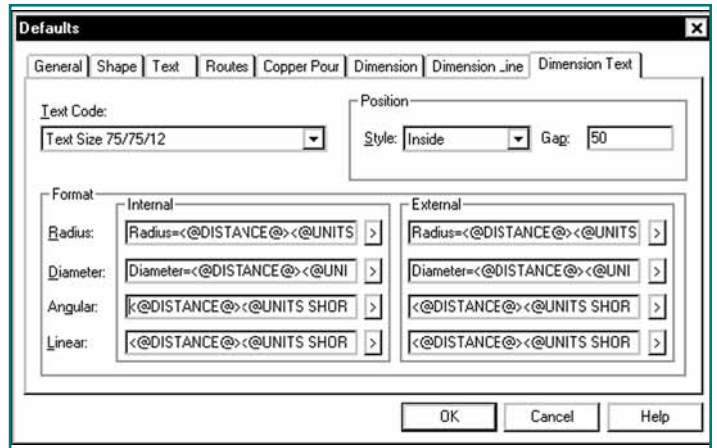 Defaults
General Shape Text Routes Copper Pour Dimension Dimension Line Dimension Text
Text Code:
Text Size 75/75/12
Position
Style: Inside Gap: 50
Format
Internal External
Radius: Radius=<@DISTANCE@><@UNITS > Radius=<@DISTANCE@><@UNITS >
Diameter: Diameter=<@DISTANCE@><@UNI > Diameter=<@DISTANCE@><@UNI >
Angular: <@DISTANCE@><@UNITS SHOR > <@DISTANCE@><@UNITS SHOR >
Linear: <@DISTANCE@><@UNITS SHOR > <@DISTANCE@><@UNITS SHOR >
OK Cancel Help